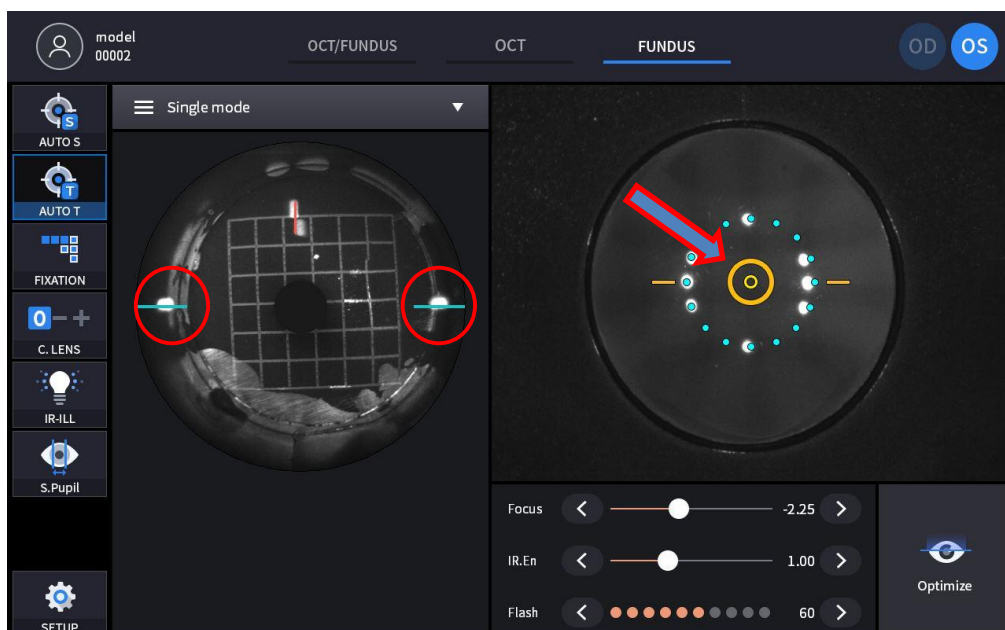 model
00002
OCT/FUNDUS
OCT
FUNDUS
OD
OS
S
AUTO S
T
AUTO T
FIXATION
0 - +
C. LENS
IR-ILL
S.Pupil
SETUP
Single mode
Focus
-2.25
IR.En
1.00
Flash
60
Optimize